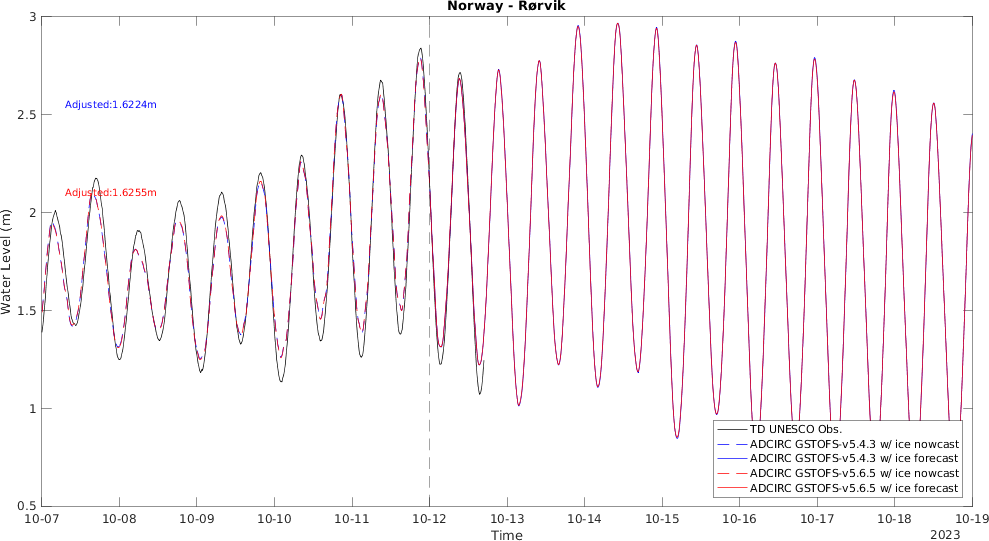 Norway - Rørvik
3
2.5
2
1.5
1
0.5
Water Level (m)
Adjusted:1.6224m
Adjusted:1.6255m
TD UNESCO Obs.
ADCIRC GSTOFS-v5.4.3 w/ ice nowcast
ADCIRC GSTOFS-v5.4.3 w/ ice forecast
ADCIRC GSTOFS-v5.6.5 w/ ice nowcast
ADCIRC GSTOFS-v5.6.5 w/ ice forecast
10-07 10-08 10-09 10-10 10-11 10-12 10-13 10-14 10-15 10-16 10-17 10-18 10-19
Time
2023